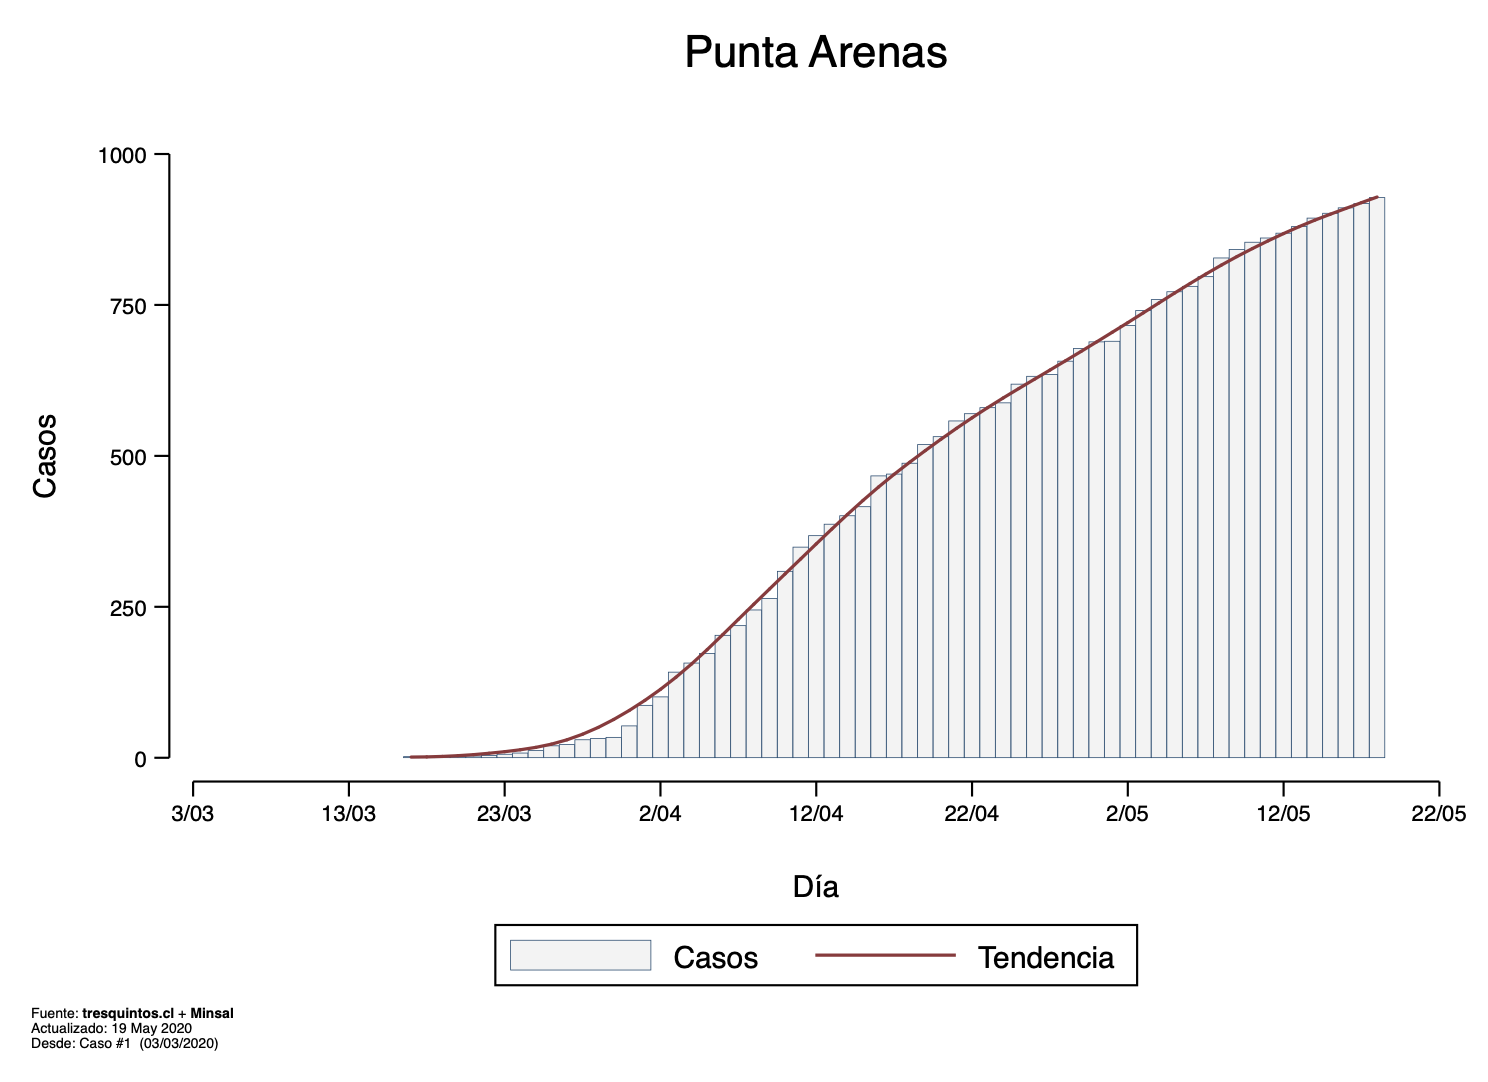 Punta Arenas
1000
750
500
250
0
Casos
3/03 13/03 23/03 2/04 12/04 22/04 2/05 12/05 22/05
Día
Casos Tendencia
Fuente: tresquintos.cl + Minsal
Actualizado: 19 May 2020
Desde: Caso #1 (03/03/2020)